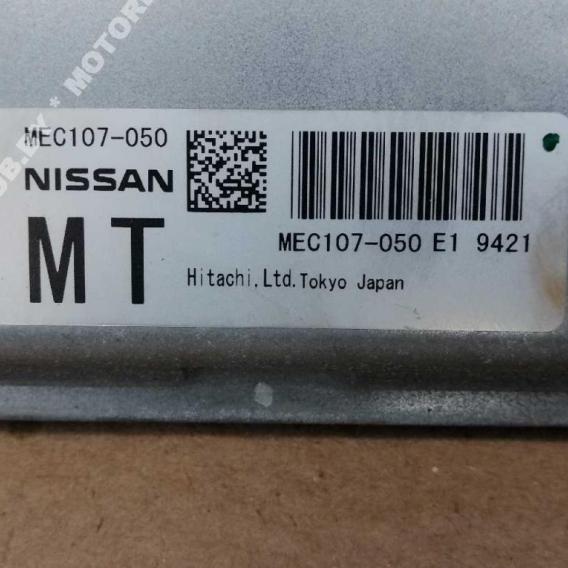 MEC107-050
NISSAN
MT
MEC107-050 E1 9421
Hitachi,Ltd.Tokyo Japan